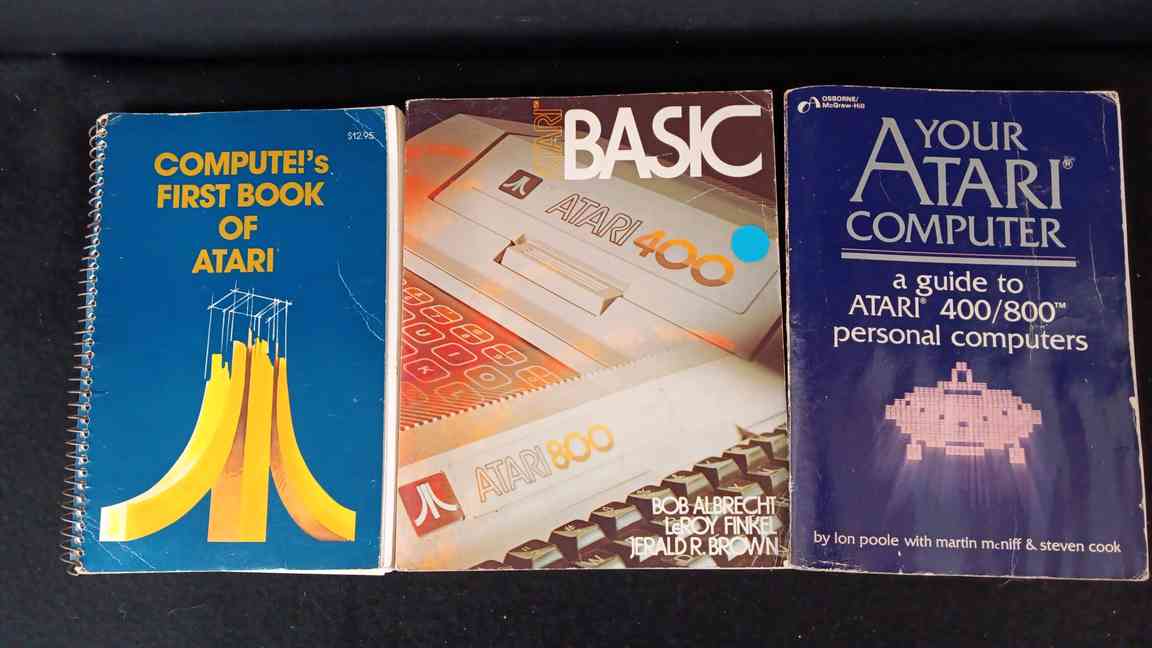 $12.95
COMPUTE!'s
FIRST BOOK
OF
ATARI
ATARI® BASIC
ATARI 400
K
ATARI 800
BOB ALBRECHT
LeROY FINKEL
JERALD R. BROWN
OSBORNE/
McGraw-Hill
YOUR
ATARI®
COMPUTER
a guide to
ATARI® 400/800™
personal computers
by lon poole with martin mcniff & steven cook